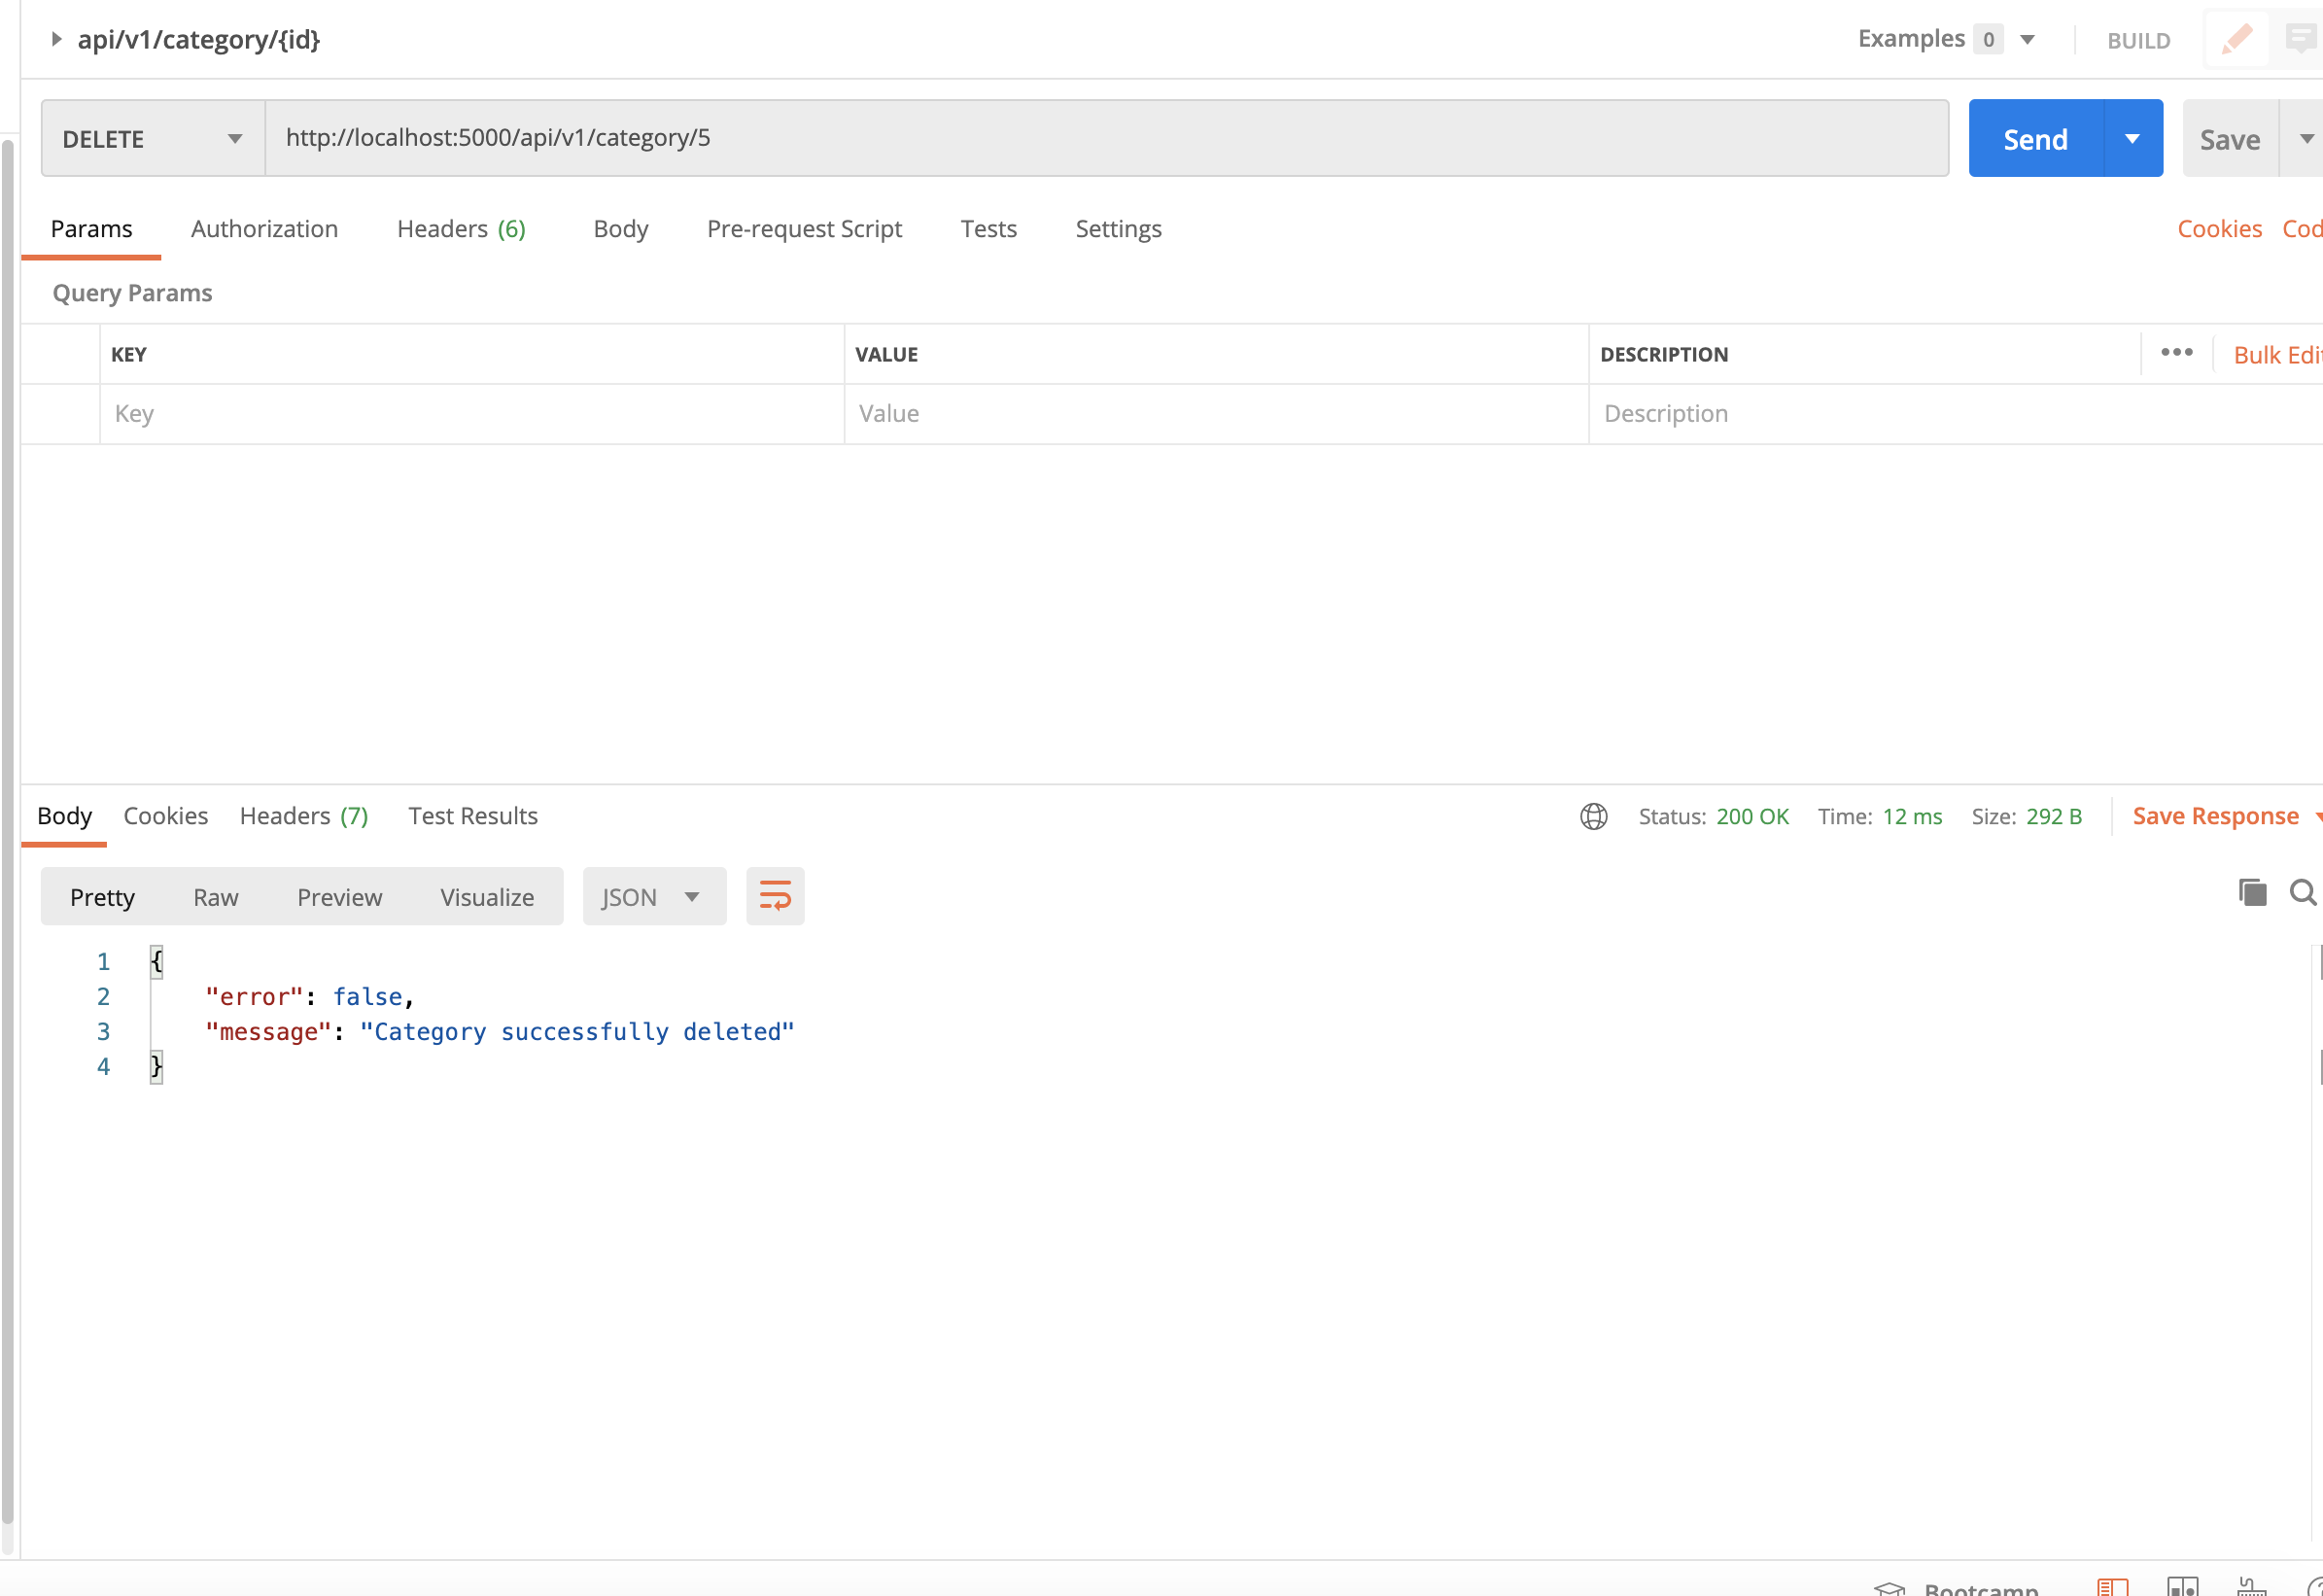 api/v1/category/{id}
Examples 0
BUILD
DELETE
http://localhost:5000/api/v1/category/5
Send
Save
Params Authorization Headers (6) Body Pre-request Script Tests Settings
Cookies Cod
Query Params
KEY VALUE DESCRIPTION ••• Bulk Edit
Key Value Description
Body Cookies Headers (7) Test Results
Status: 200 OK Time: 12 ms Size: 292 B Save Response
Pretty Raw Preview Visualize JSON
1 {
2 "error": false,
3 "message": "Category successfully deleted"
4 }
Bootcamp